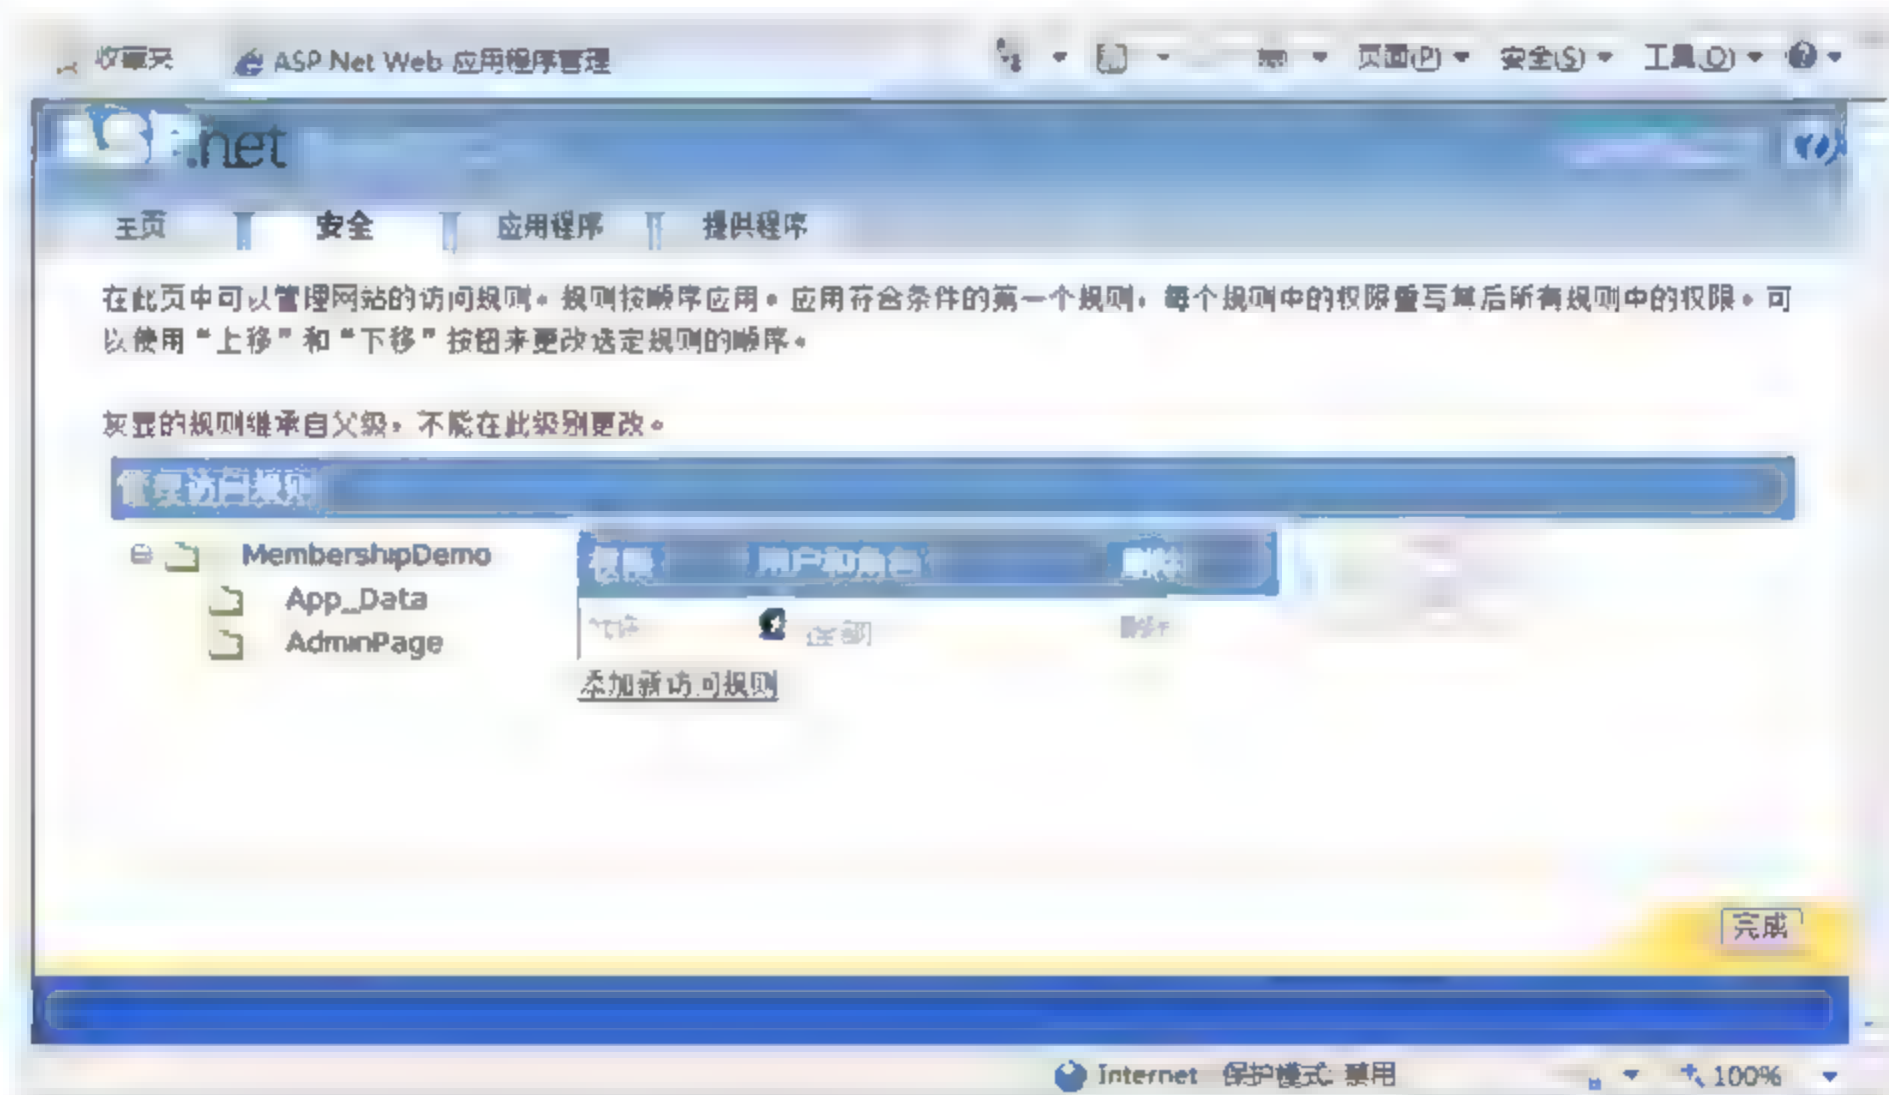 收藏夹 ASP.Net Web 应用程序管理 页面(P) 安全(S) 工具(O)
ASP.net
主页 安全 应用程序 提供程序
在此页中可以管理网站的访问规则。规则按顺序应用。应用符合条件的第一个规则，每个规则中的权限重写其后所有规则中的权限。可
以使用“上移”和“下移”按钮来更改选定规则的顺序。
灰显的规则继承自父级，不能在此级别更改。
管理访问规则
MembershipDemo 权限 用户和角色 删除
App_Data
全部 删除
AdminPage
添加新访问规则
完成
Internet 保护模式: 禁用 100%